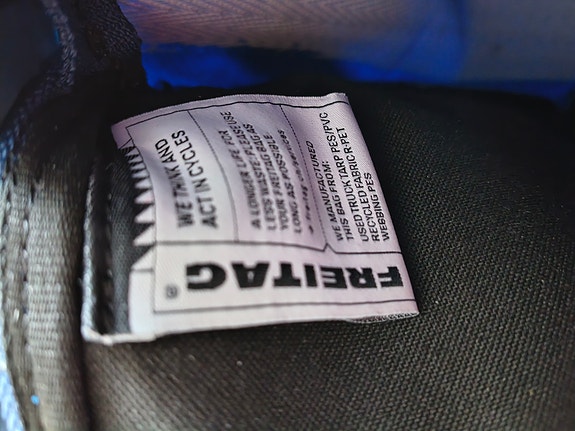 WE THINK AND
ACT IN CYCLES
A LONGER LIFE FOR
LESS WASTE! PLEASE USE
YOUR FREITAG BAG AS
LONG AS POSSIBLE.
WE MANUFACTURED
THIS BAG FROM:
USED TRUCK TARP PES/PVC
RECYCLED FABRIC R-PET
WEBBING PES
FREITAG ®